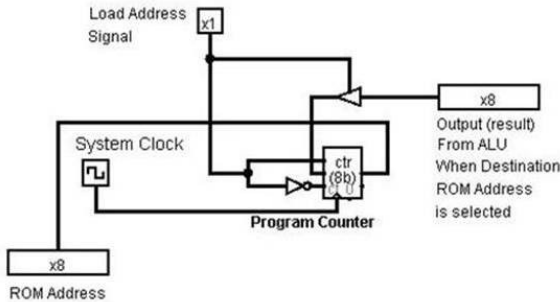 Load Address
Signal
x1
x8
Output (result)
From ALU
When Destination
ROM Address
is selected
System Clock
ctr
(8b)
Program Counter
x8
ROM Address